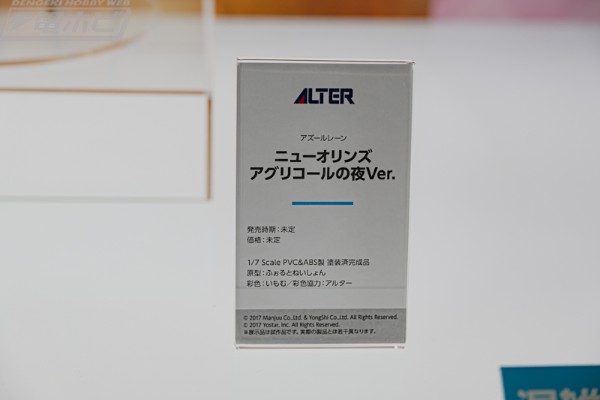 DENGEKI HOBBY WEB
ALTER
アズールレーン
ニューオリンズ
アグリコールの夜Ver.
発売時期：未定
価格：未定
1/7 Scale PVC&ABS製 塗装済完成品
原型：ふぉるとねいしょん
彩色：いもむ／彩色協力：アルター
© 2017 Manjuu Co.,Ltd. & YongShi Co.,Ltd. All Rights Reserved.
© 2017 Yostar, Inc. All Rights Reserved.
※展示品は試作品です。実際の製品とは若干異なります。